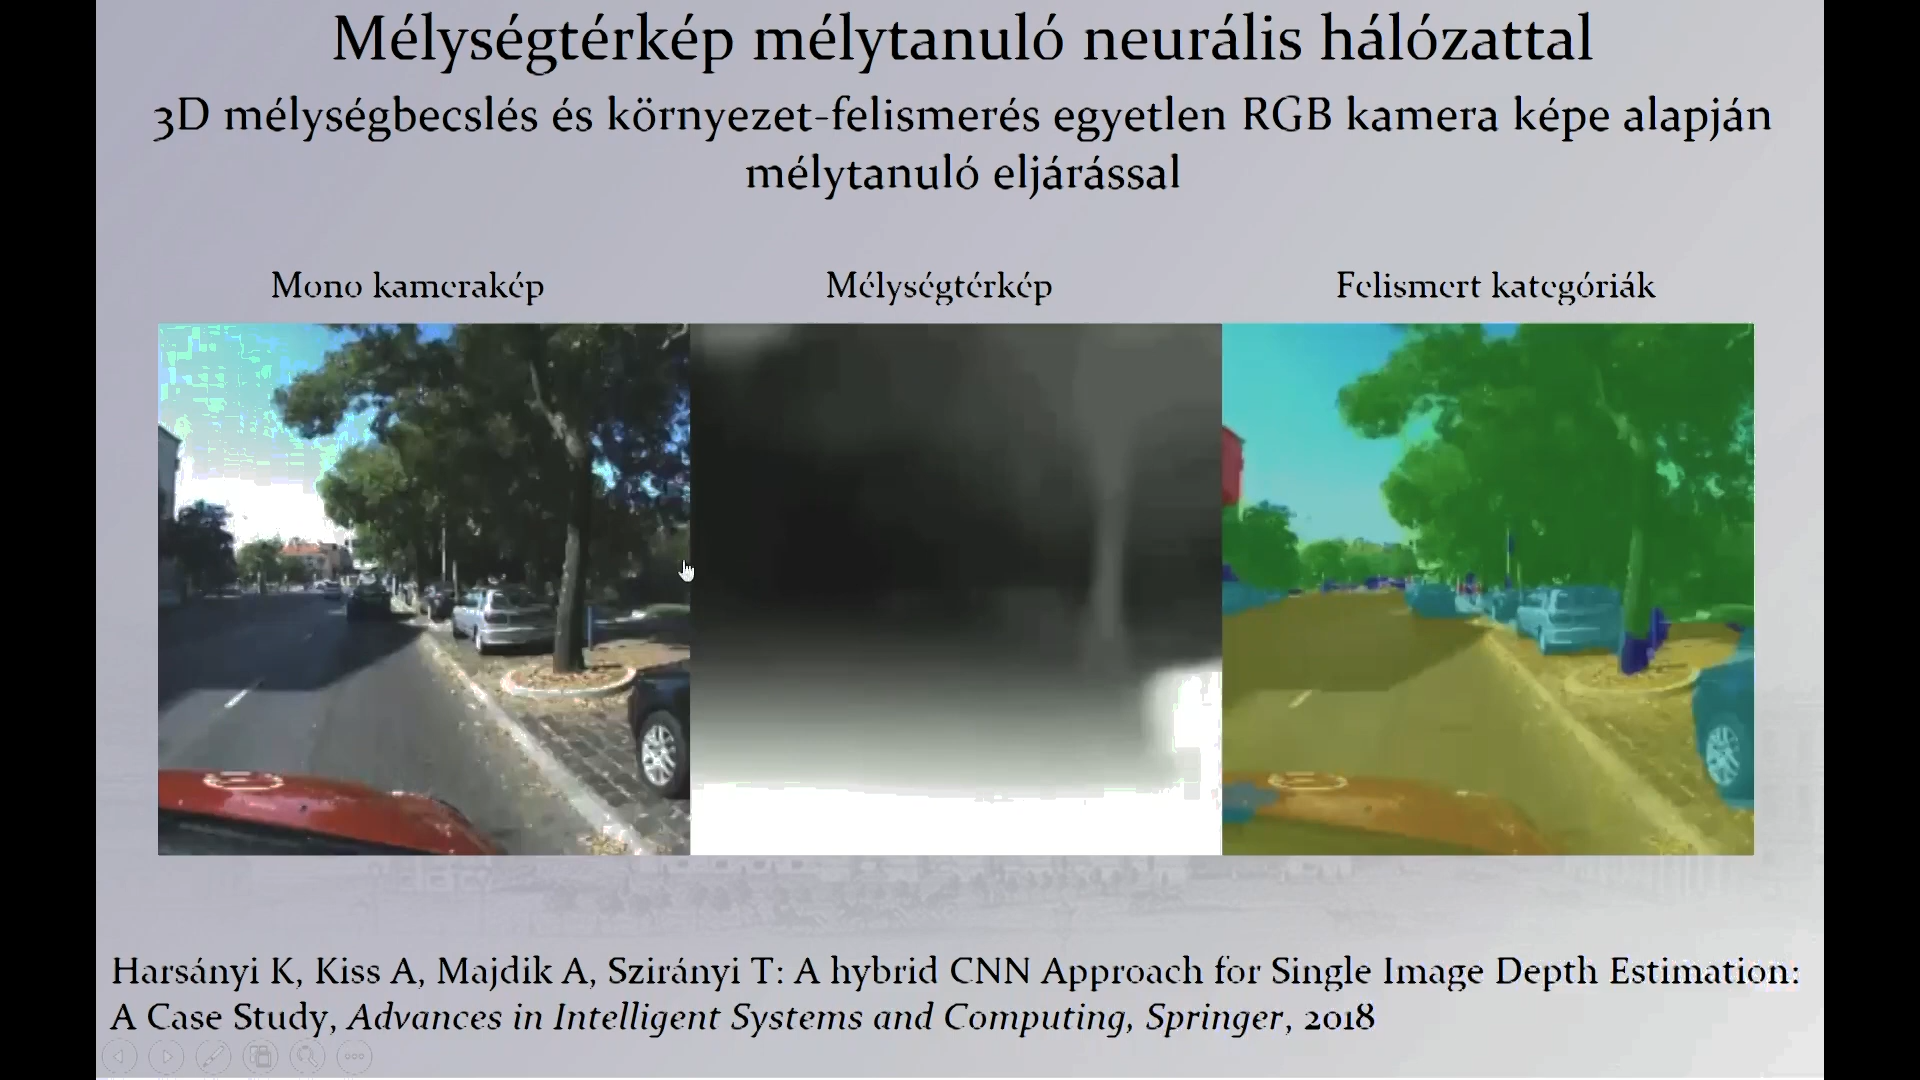 Mélységtérkép mélytanuló neurális hálózattal
3D mélységbecslés és környezet-felismerés egyetlen RGB kamera képe alapján
mélytanuló eljárással
Mono kamerakép
Mélységtérkép
Felismert kategóriák
Harsányi K, Kiss A, Majdik A, Szirányi T: A hybrid CNN Approach for Single Image Depth Estimation:
A Case Study, Advances in Intelligent Systems and Computing, Springer, 2018